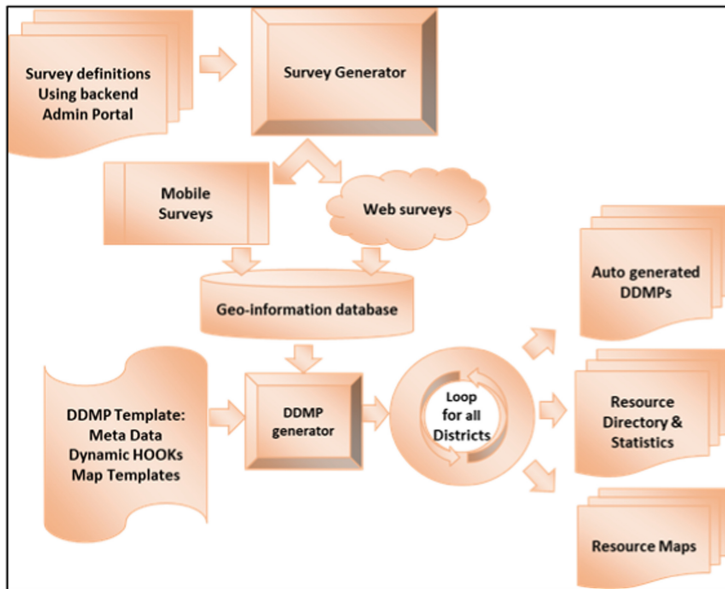 Survey definitions
Using backend
Admin Portal
Survey Generator
Mobile
Surveys
Web surveys
Geo-information database
Auto generated
DDMPs
DDMP Template:
Meta Data
Dynamic HOOKs
Map Templates
DDMP
generator
Loop
for all
Districts
Resource
Directory &
Statistics
Resource Maps